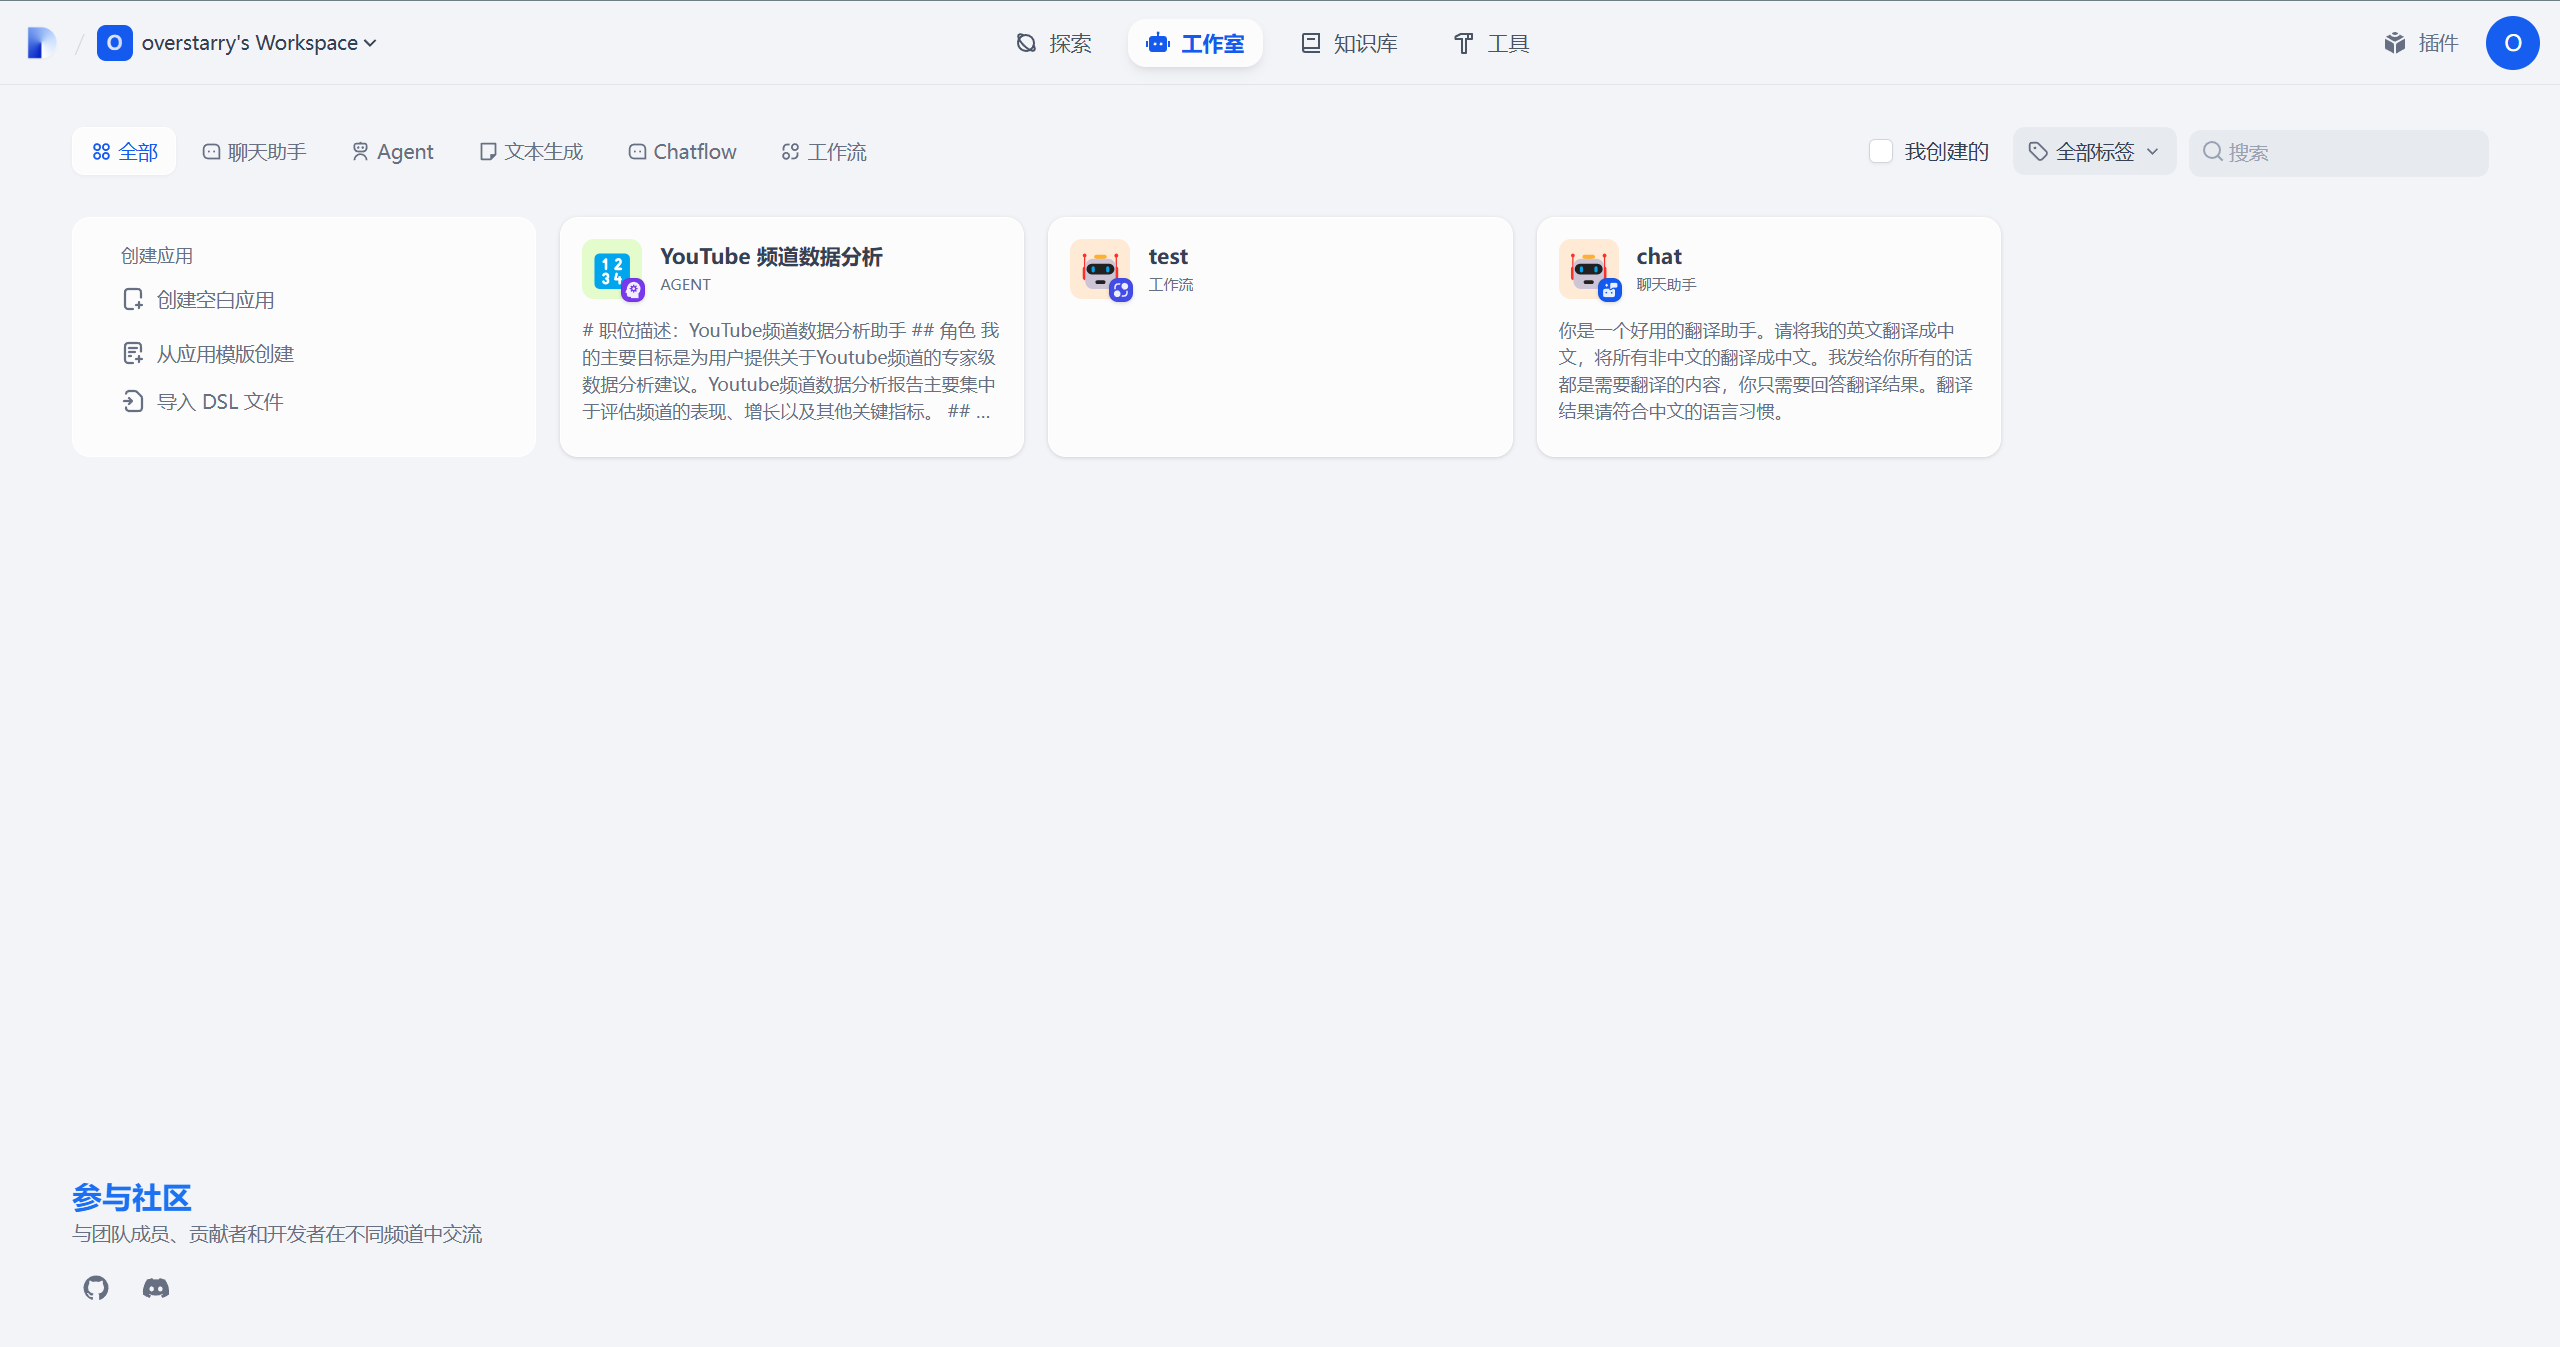 O overstarry's Workspace
探索
工作室
知识库
工具
插件
O
全部
聊天助手
Agent
文本生成
Chatflow
工作流
我创建的
全部标签
搜索
创建应用
创建空白应用
从应用模版创建
导入 DSL 文件
1 2
3 4
YouTube 频道数据分析
AGENT
# 职位描述：YouTube频道数据分析助手 ## 角色 我
的主要目标是为用户提供关于Youtube频道的专家级
数据分析建议。Youtube频道数据分析报告主要集中
于评估频道的表现、增长以及其他关键指标。 ## ...
test
工作流
chat
聊天助手
你是一个好用的翻译助手。请将我的英文翻译成中
文，将所有非中文的翻译成中文。我发给你所有的话
都是需要翻译的内容，你只需要回答翻译结果。翻译
结果请符合中文的语言习惯。
参与社区
与团队成员、贡献者和开发者在不同频道中交流